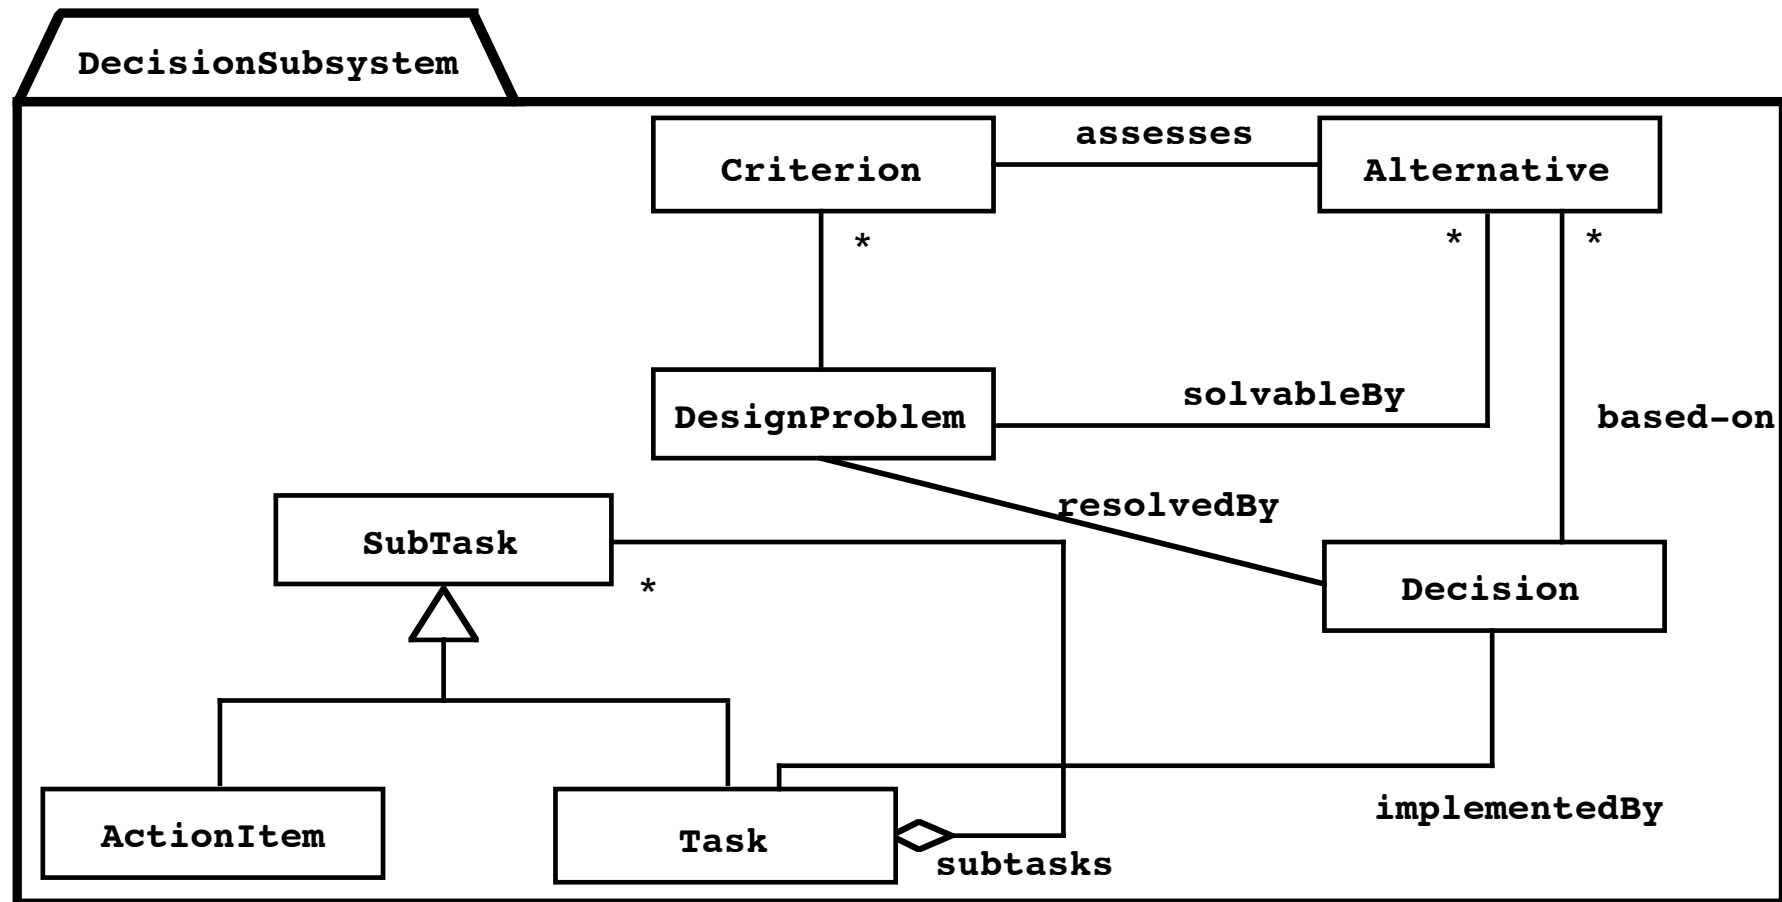 DecisionSubsystem
assesses
Criterion
Alternative
*
*
*
DesignProblem
solvableBy
based-on
resolvedBy
SubTask
*
Decision
ActionItem
Task
implementedBy
subtasks